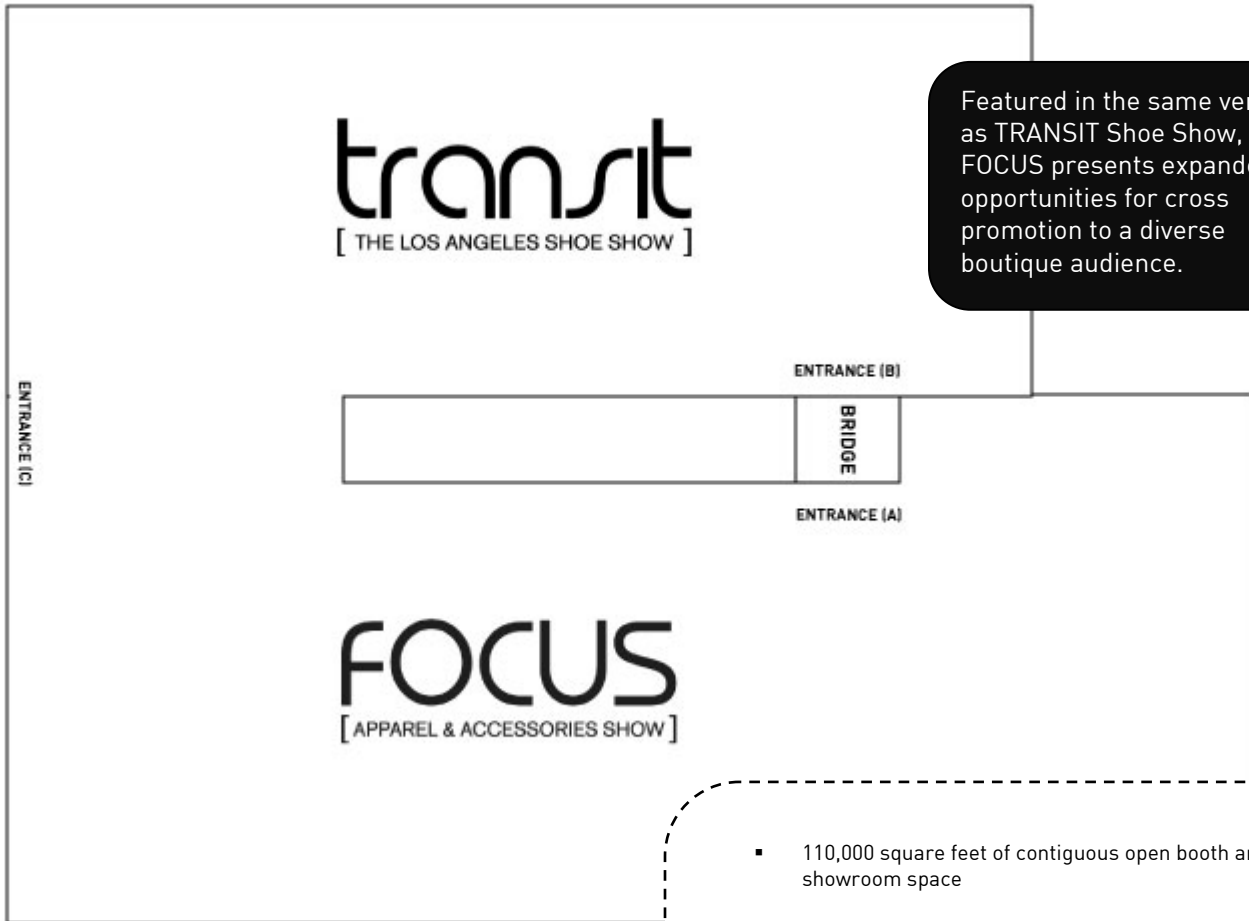 transit
[ THE LOS ANGELES SHOE SHOW ]
Featured in the same
as TRANSIT Shoe Show,
FOCUS presents
opportunities for cross
promotion to a diverse
boutique audience.
ENTRANCE (B)
BRIDGE
ENTRANCE (A)
ENTRANCE (C)
FOCUS
[ APPAREL & ACCESSORIES SHOW ]
▪ 110,000 square feet of contiguous open booth
showroom space